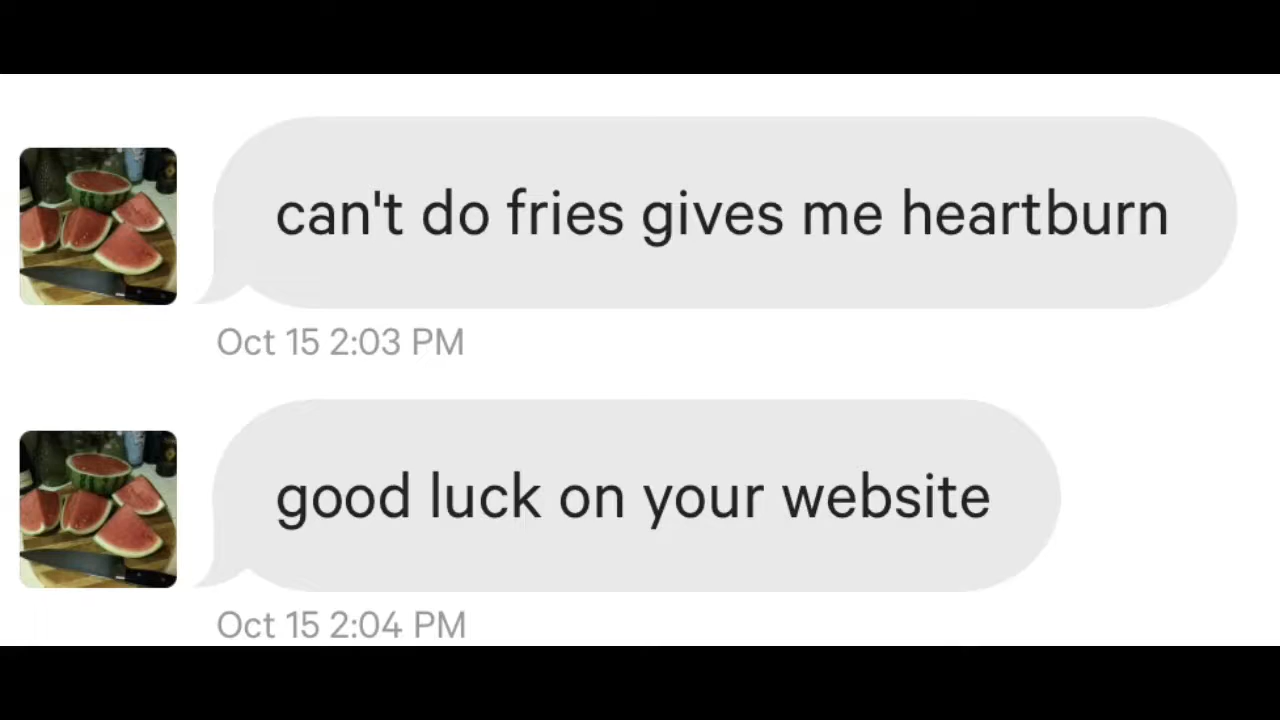 can't do fries gives me heartburn
Oct 15 2:03 PM
good luck on your website
Oct 15 2:04 PM